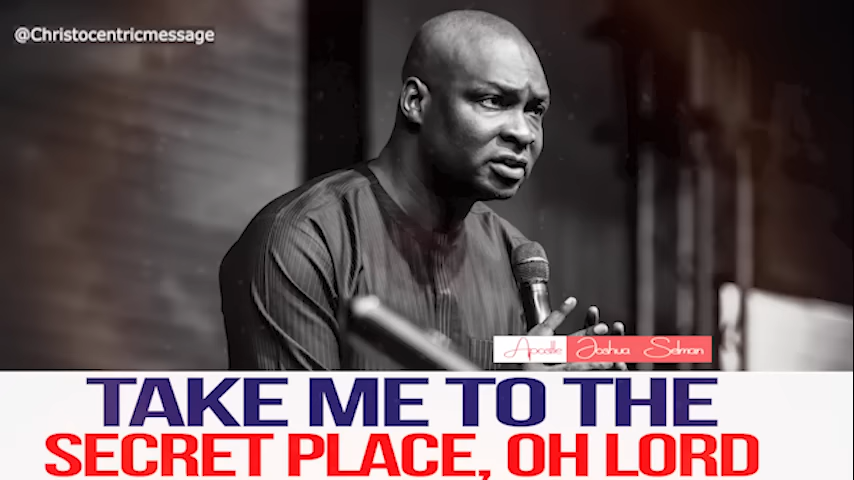 @Christocentricmessage
Apostle Joshua Selman
TAKE ME TO THE
SECRET PLACE, OH LORD